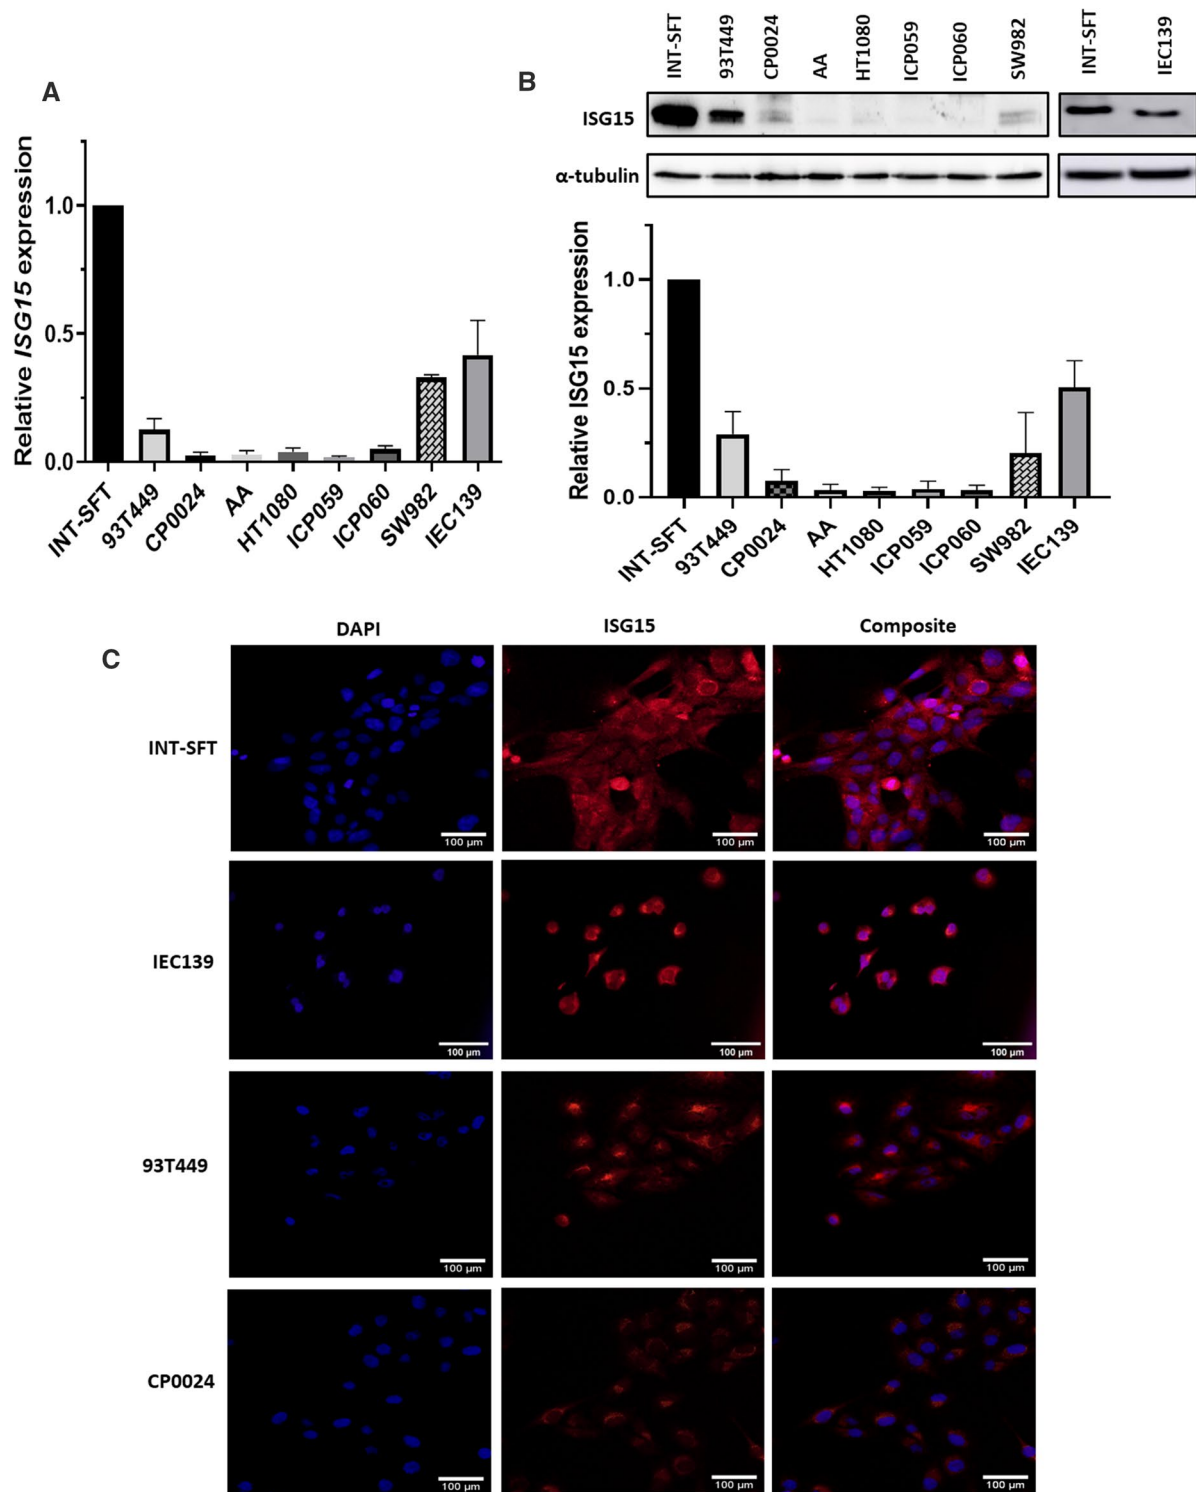 A
Relative ISG15 expression
1.0
0.5
0.0
INT-SFT
93T449
CP0024
AA
HT1080
ICP059
ICP060
SW982
IEC139
B
INT-SFT
93T449
CP0024
AA
HT1080
ICP059
ICP060
SW982
INT-SFT
IEC139
ISG15
α-tubulin
Relative ISG15 expression
1.0
0.5
0.0
INT-SFT
93T449
CP0024
AA
HT1080
ICP059
ICP060
SW982
IEC139
C
DAPI
ISG15
Composite
INT-SFT
100 µm
100 µm
100 µm
IEC139
100 µm
100 µm
100 µm
93T449
100 µm
100 µm
100 µm
CP0024
100 µm
100 µm
100 µm